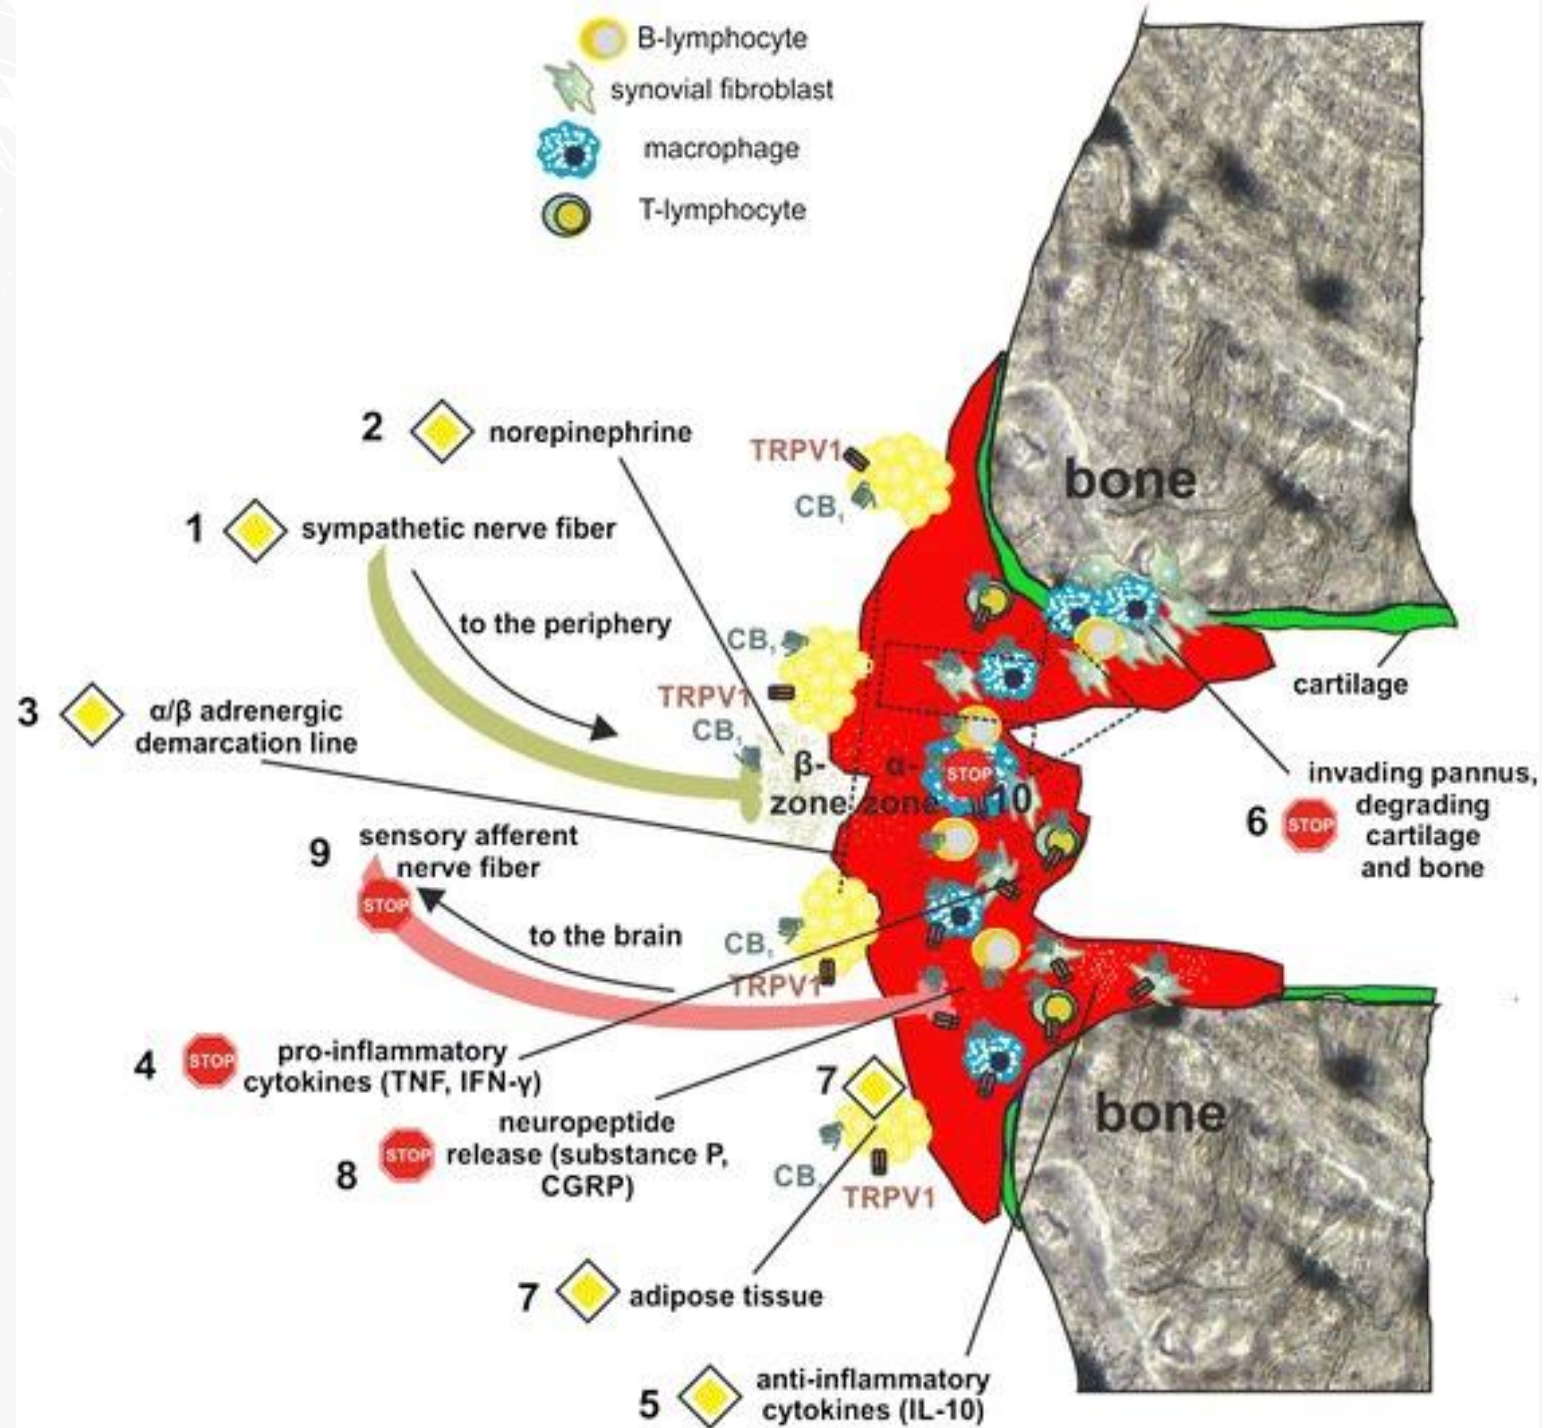 B-lymphocyte
synovial fibroblast
macrophage
T-lymphocyte
2 norepinephrine
TRPV1
CB₁
bone
1 sympathetic nerve fiber
to the periphery
CB₁
TRPV1
cartilage
3 α/β adrenergic
demarcation line
CB₁
β-
zone
α-
zone
STOP
10
invading pannus,
6 STOP degrading
cartilage
and bone
9 sensory afferent
nerve fiber
STOP
to the brain
CB₁
TRPV1
4 STOP pro-inflammatory
cytokines (TNF, IFN-γ)
7
bone
8 STOP neuropeptide
release (substance P,
CGRP)
CB₁
TRPV1
7 adipose tissue
5 anti-inflammatory
cytokines (IL-10)